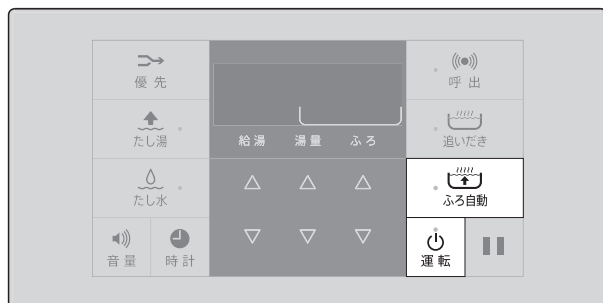 優先
呼出
たし湯
給湯 湯量 ふろ
追いだき
たし水
ふろ自動
音量
時計
運転